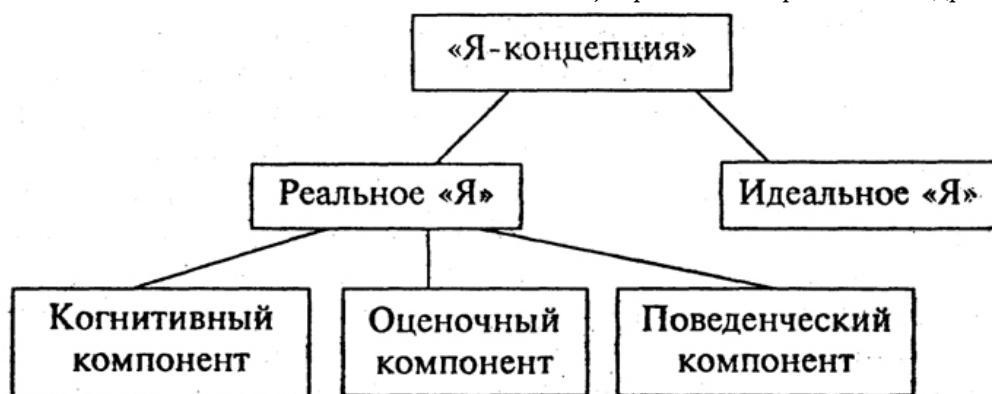 «Я-концепция»
Реальное «Я»
Идеальное «Я»
Когнитивный
компонент
Оценочный
компонент
Поведенческий
компонент